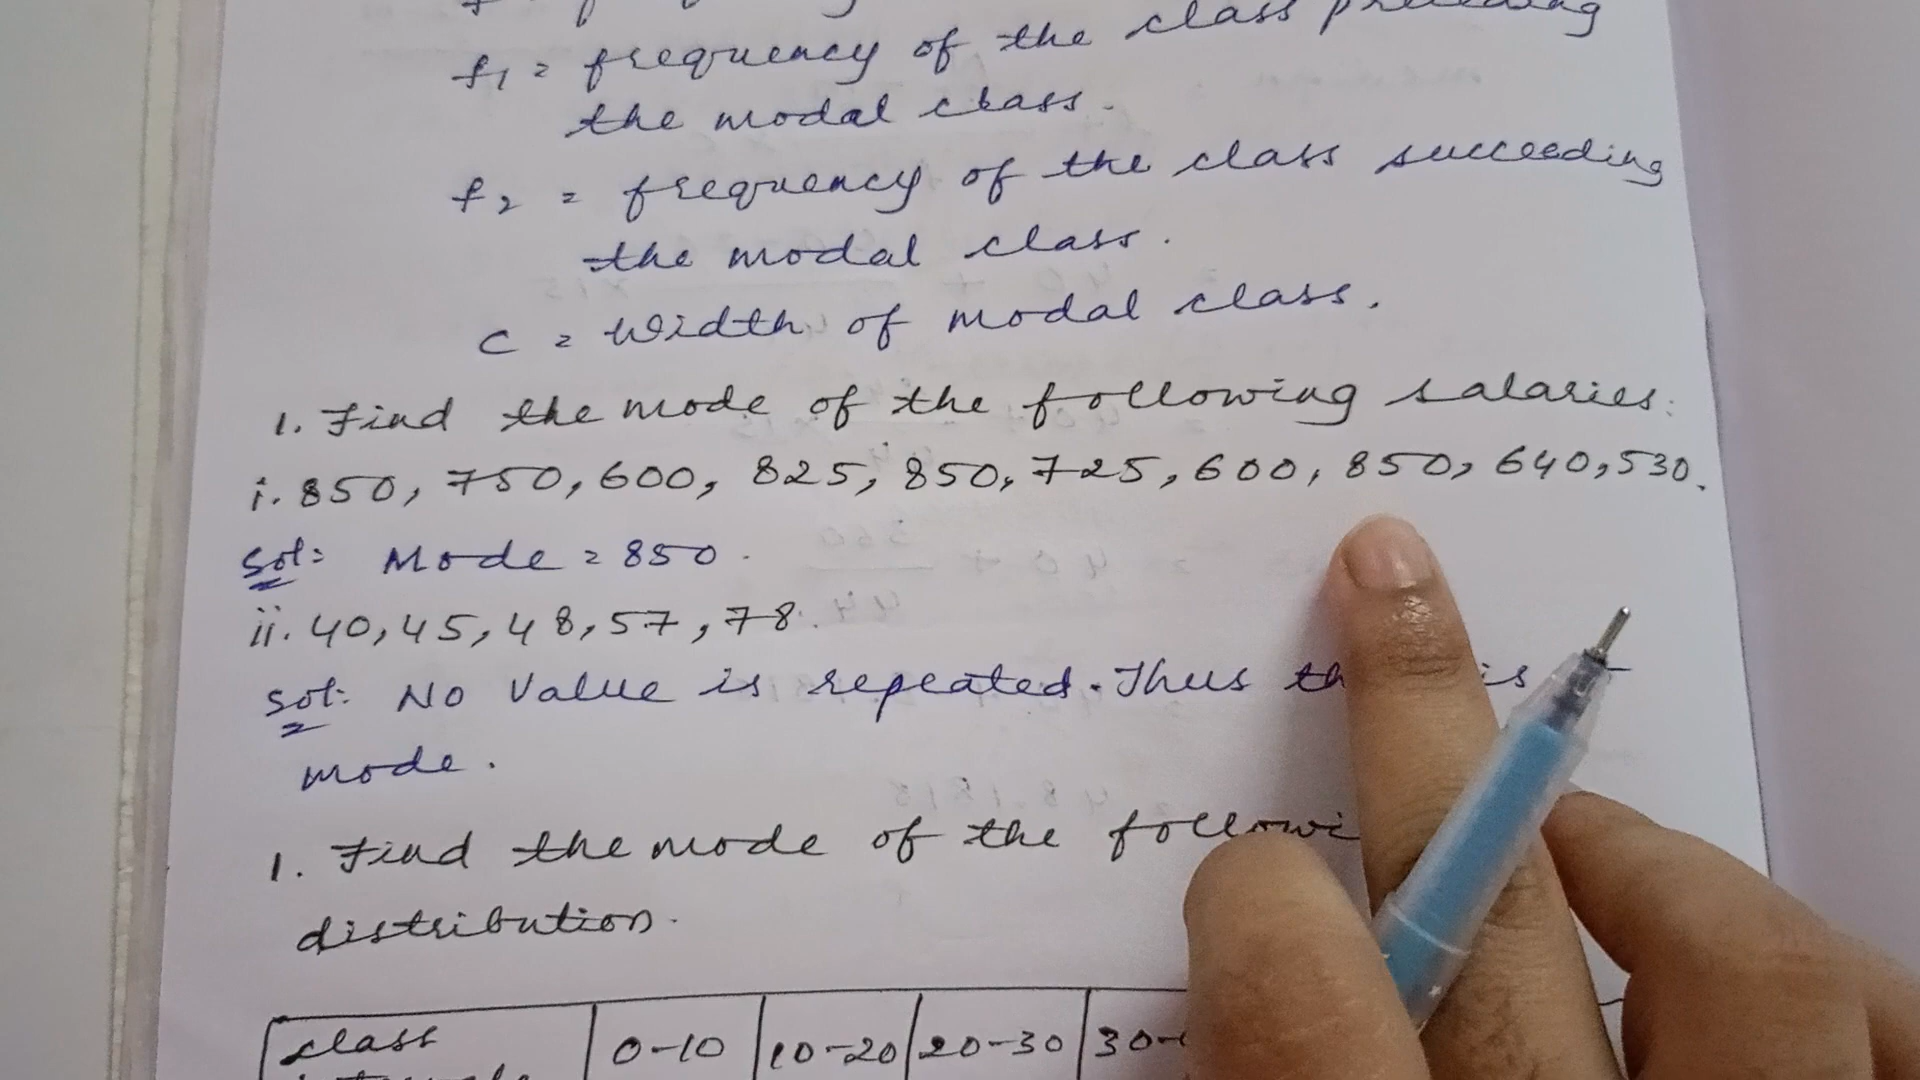 f1 = frequency of the class preceding
the modal class.
f2 = frequency of the class succeeding
the modal class.
c = width of modal class.
1. Find the mode of the following salaries:
i. 850, 750, 600, 825, 850, 725, 600, 850, 640, 530.
Sol: Mode = 850.
ii. 40, 45, 48, 57, 78.
Sol: No value is repeated. Thus is
mode.
1. Find the mode of the
distribution.
class 0-10 10-20 20-30